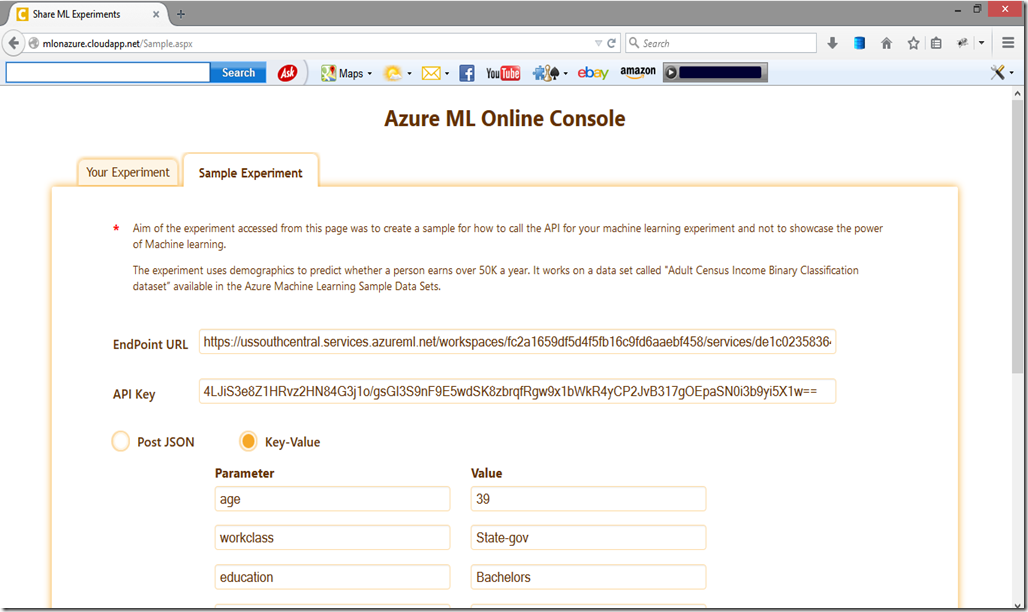 Share ML Experiments
mlonazure.cloudapp.net/Sample.aspx
Search
Search Ask Maps You Tube ebay amazon
Azure ML Online Console
Your Experiment Sample Experiment
* Aim of the experiment accessed from this page was to create a sample for how to call the API for your machine learning experiment and not to showcase the power
of Machine learning.
The experiment uses demographics to predict whether a person earns over 50K a year. It works on a data set called "Adult Census Income Binary Classification
dataset" available in the Azure Machine Learning Sample Data Sets.
EndPoint URL https://ussouthcentral.services.azureml.net/workspaces/fc2a1659df5d4f5fb16c9fd6aaebf458/services/de1c02358364
API Key 4LJiS3e8Z1HRvz2HN84G3j1o/gsGI3S9nF9E5wdSK8zbrqfRgw9x1bWkR4yCP2JvB317gOEpaSN0i3b9yi5X1w==
Post JSON Key-Value
Parameter Value
age 39
workclass State-gov
education Bachelors